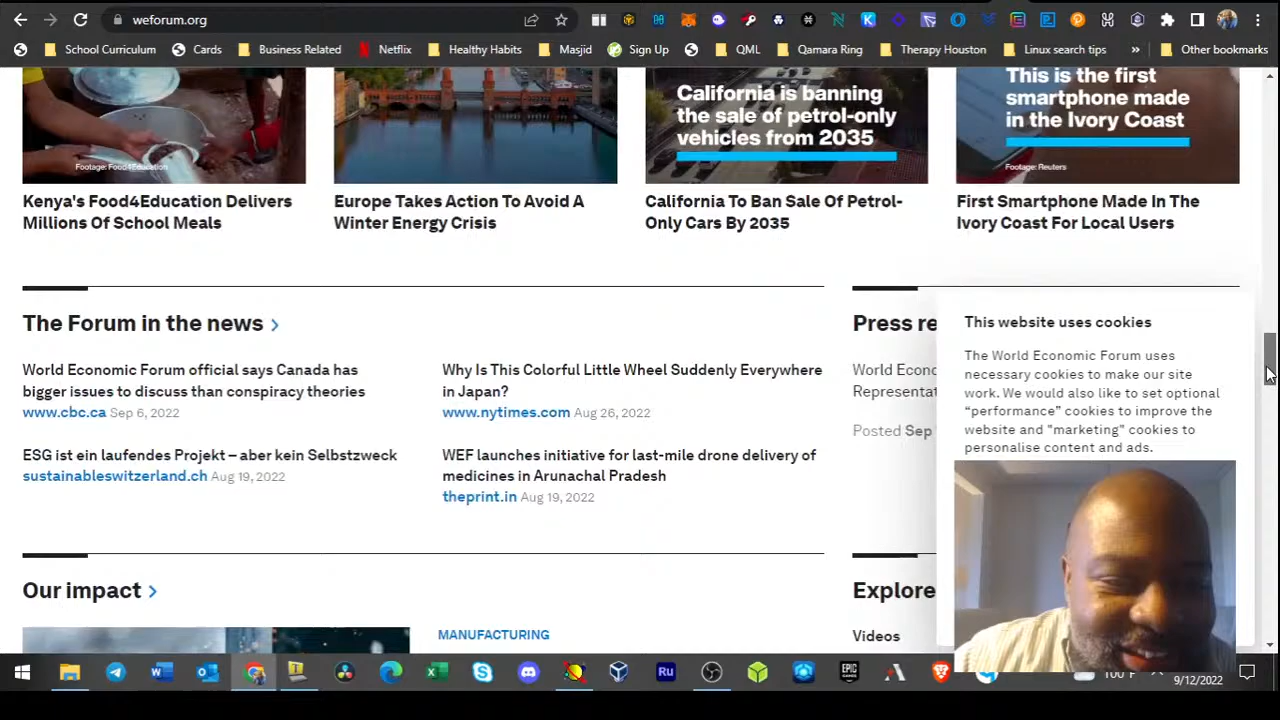 weforum.org
School Curriculum
Cards
Business Related
Netflix
Healthy Habits
Masjid
Sign Up
QML
Qamara Ring
Therapy Houston
Linux search tips
»
Other bookmarks
Footage: Food4Education
California is banning
the sale of petrol-only
vehicles from 2035
This is the first
smartphone made
in the Ivory Coast
Footage: Reuters
Kenya's Food4Education Delivers
Millions Of School Meals
Europe Takes Action To Avoid A
Winter Energy Crisis
California To Ban Sale Of Petrol-
Only Cars By 2035
First Smartphone Made In The
Ivory Coast For Local Users
The Forum in the news >
World Economic Forum official says Canada has
bigger issues to discuss than conspiracy theories
www.cbc.ca Sep 6, 2022
ESG ist ein laufendes Projekt – aber kein Selbstzweck
sustainableswitzerland.ch Aug 19, 2022
Why Is This Colorful Little Wheel Suddenly Everywhere
in Japan?
www.nytimes.com Aug 26, 2022
WEF launches initiative for last-mile drone delivery of
medicines in Arunachal Pradesh
theprint.in Aug 19, 2022
Press re
World Econo
Representat
Posted Sep
This website uses cookies
The World Economic Forum uses
necessary cookies to make our site
work. We would also like to set optional
“performance” cookies to improve the
website and "marketing" cookies to
personalise content and ads.
Our impact >
MANUFACTURING
Explore
Videos
Ru
EPIC
GAMES
100°F
9/12/2022